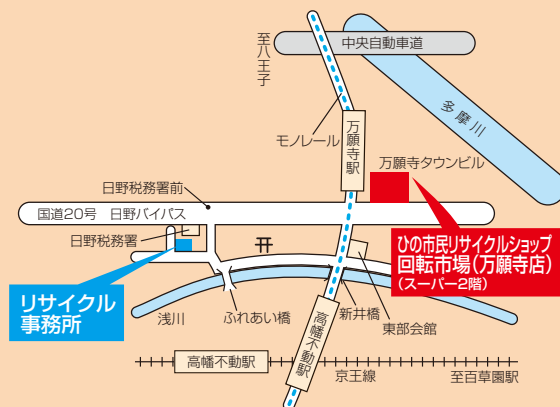 至八王子
中央自動車道
多摩川
モノレール
万願寺駅
万願寺タウンビル
日野税務署前
国道20号　日野バイパス
日野税務署
ひの市民リサイクルショップ
回転市場(万願寺店)
(スーパー2階)
リサイクル
事務所
浅川
ふれあい橋
新井橋
東部会館
高幡不動駅
高幡不動駅
京王線
至百草園駅